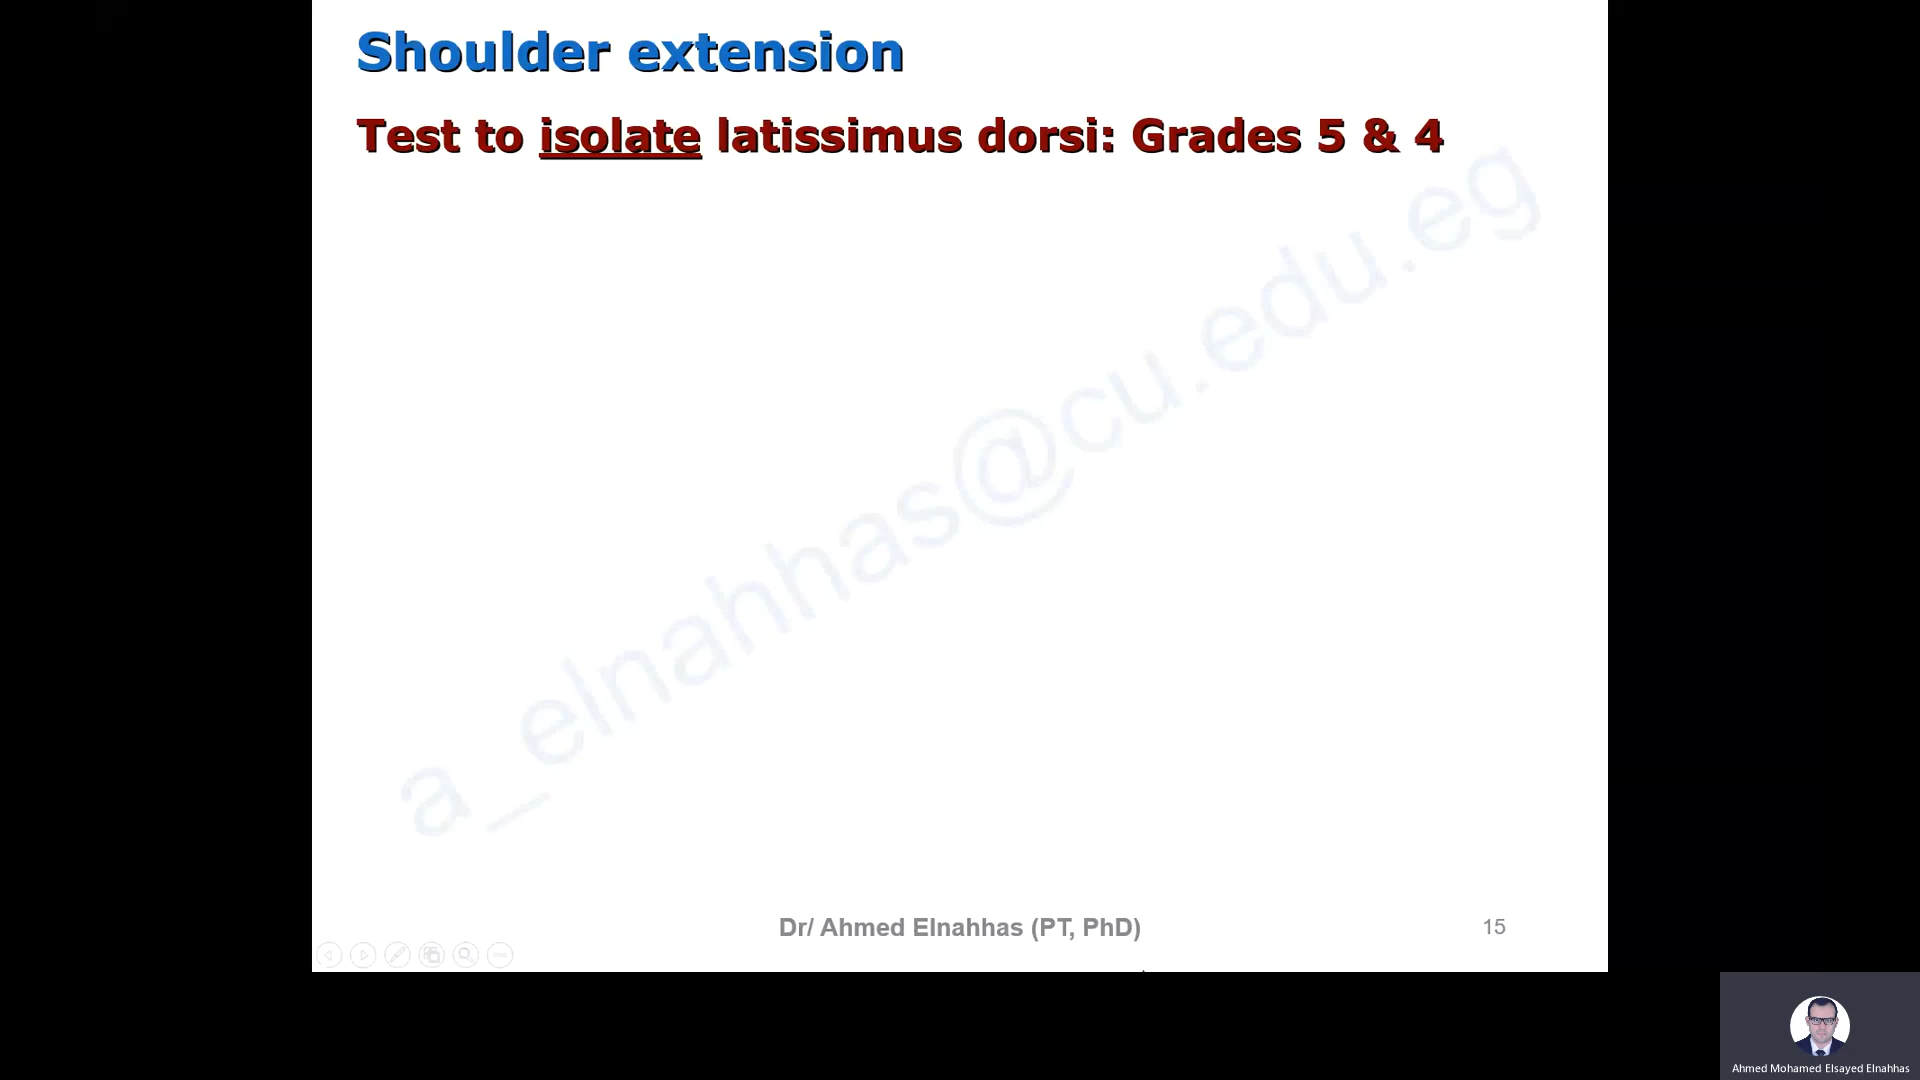 Shoulder extension
Test to isolate latissimus dorsi: Grades 5 & 4
a_elnahhas@cu.edu.eg
Dr/ Ahmed Elnahhas (PT, PhD)
15
Ahmed Mohamed Elsayed Elnahhas